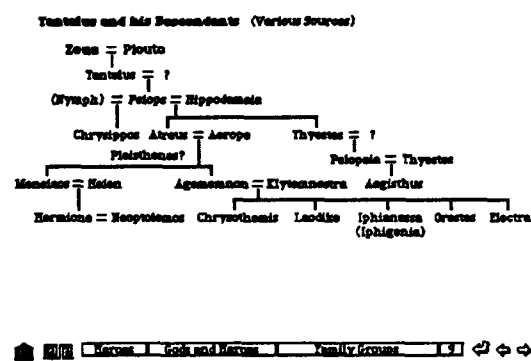 Tantalus and his Descendants (Various Sources)
Zeus = Plouto
Tantalus = ?
(Nymph) = Pelops = Hippodameia
Chrysippos Atreus = Aerope Thyestes = ?
Pleisthenes? Pelopeia = Thyestes
Menelaos = Helen Agamemnon = Klytemnestra Aegisthus
Hermione = Neoptolemos Chrysothemis Laodike Iphianassa Orestes Electra
(Iphigenia)
Heroes Gods and Heroes Family Groups